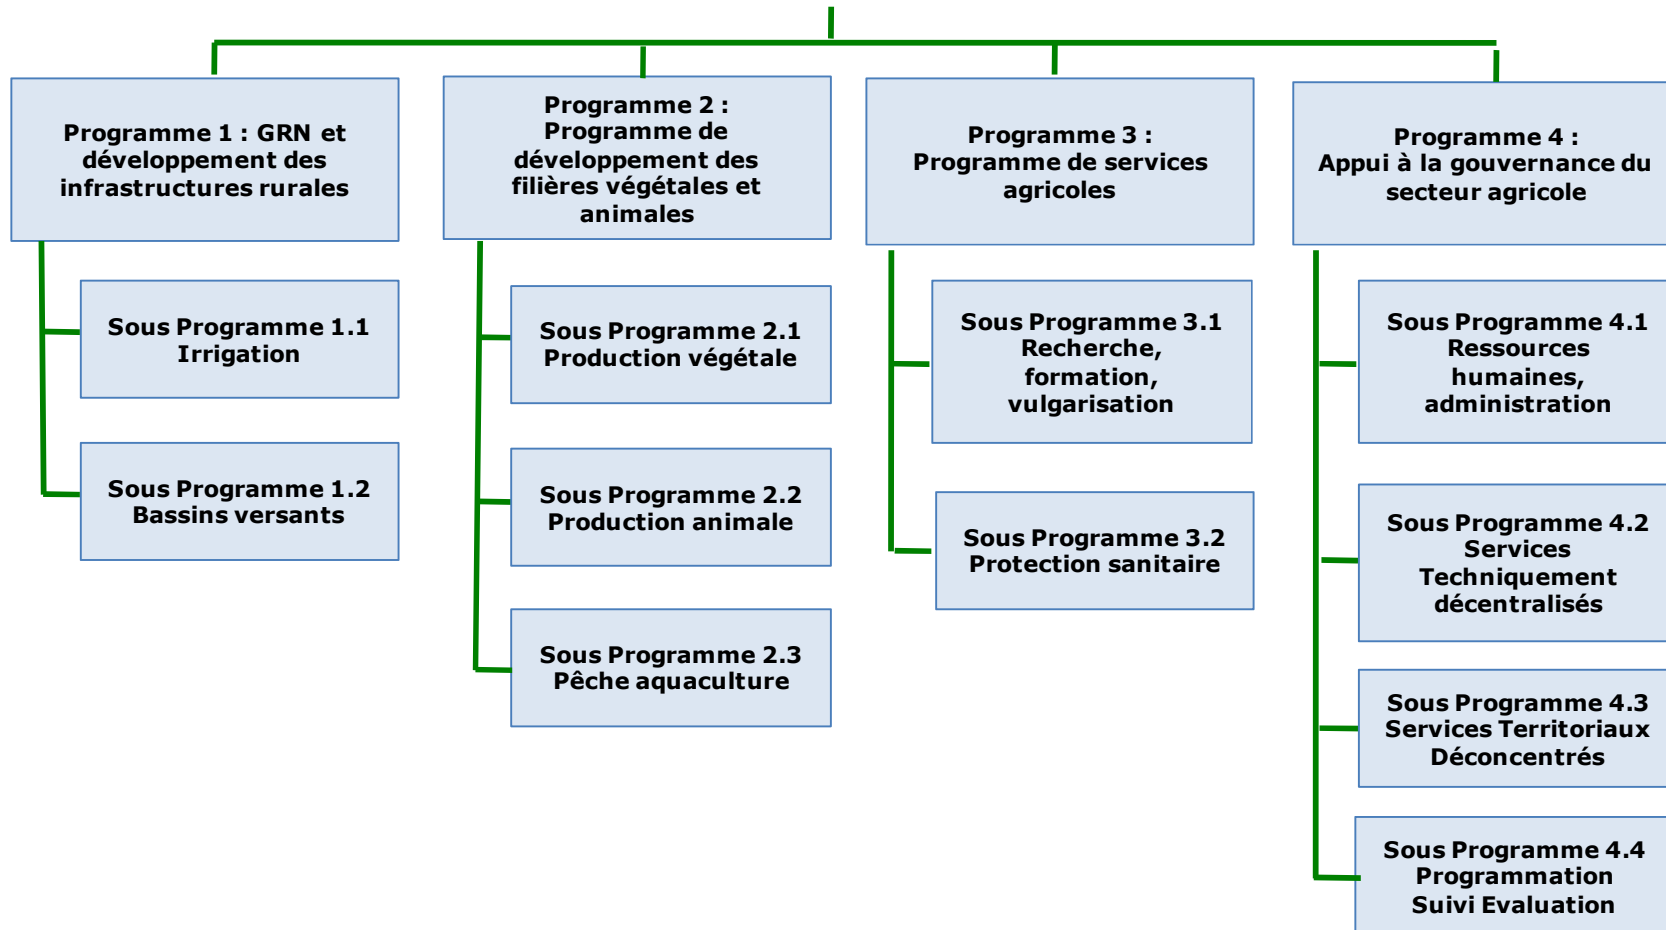 Programme 1 : GRN et
développement des
infrastructures rurales
Sous Programme 1.1
Irrigation
Sous Programme 1.2
Bassins versants
Programme 2 :
Programme de
développement des
filières végétales et
animales
Sous Programme 2.1
Production végétale
Sous Programme 2.2
Production animale
Sous Programme 2.3
Pêche aquaculture
Programme 3 :
Programme de services
agricoles
Sous Programme 3.1
Recherche,
formation,
vulgarisation
Sous Programme 3.2
Protection sanitaire
Programme 4 :
Appui à la gouvernance du
secteur agricole
Sous Programme 4.1
Ressources
humaines,
administration
Sous Programme 4.2
Services
Techniquement
décentralisés
Sous Programme 4.3
Services Territoriaux
Déconcentrés
Sous Programme 4.4
Programmation
Suivi Evaluation